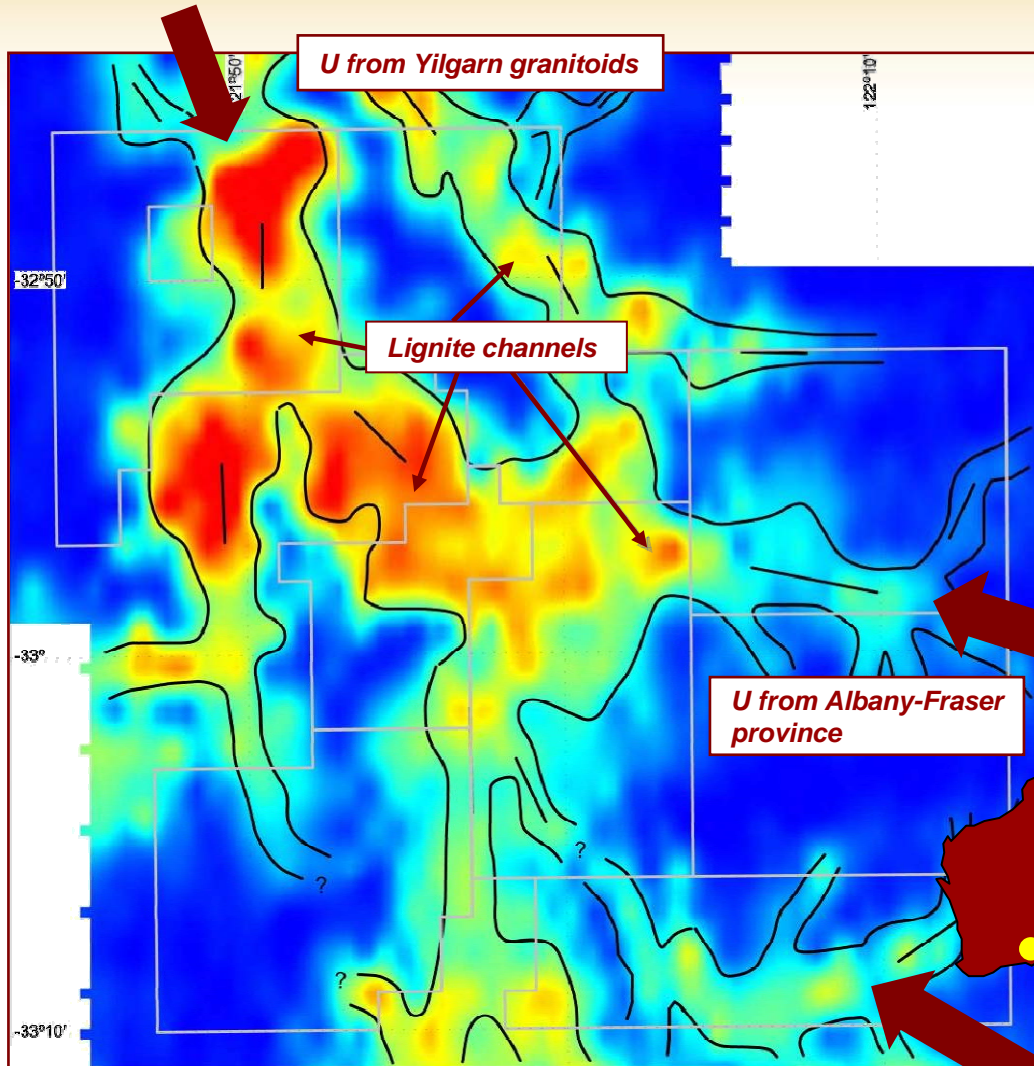 U from Yilgarn granitoids
121°50'
122°10'
-32°50'
Lignite channels
-33°
U from Albany-Fraser
province
?
?
?
-33°10'